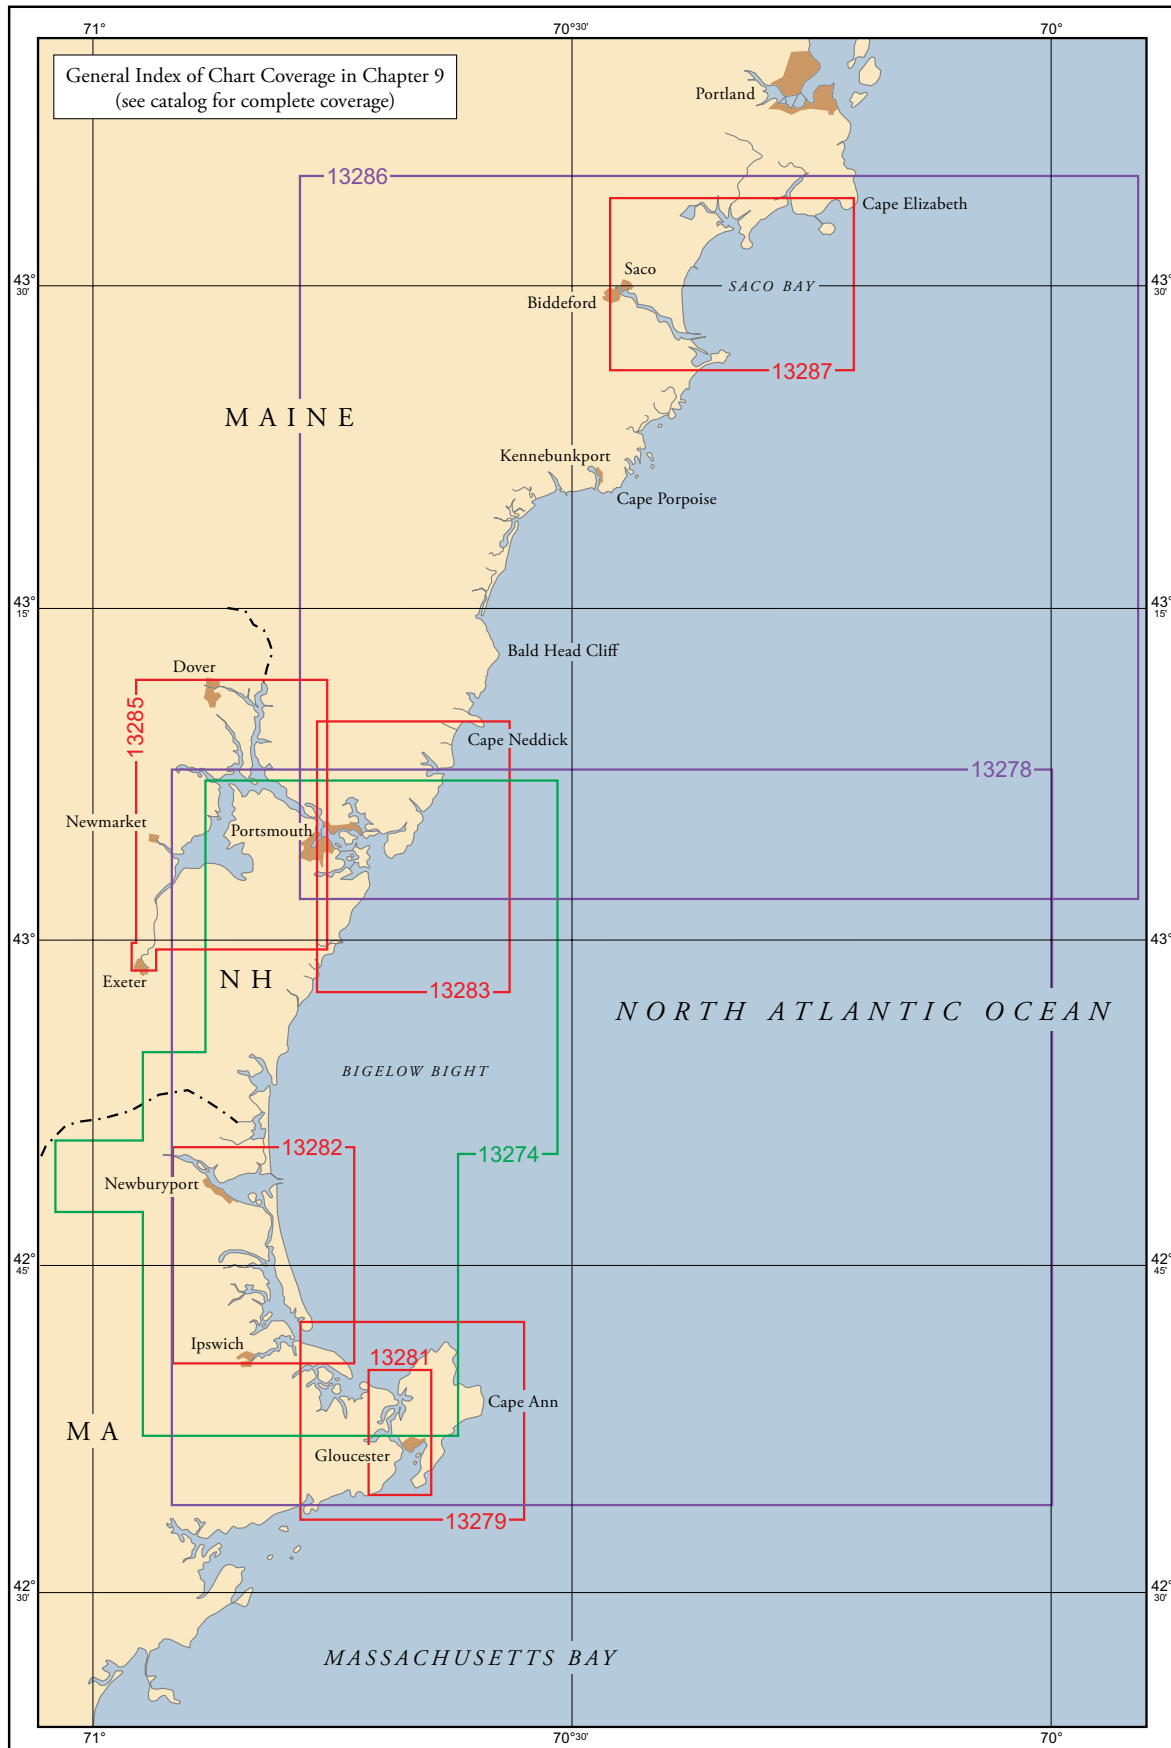 71°
70°30'
70°
General Index of Chart Coverage in Chapter 9
(see catalog for complete coverage)
Portland
13286
Cape Elizabeth
Saco
43°
30'
SACO BAY
43°
30'
Biddeford
13287
MAINE
Kennebunkport
Cape Porpoise
43°
15'
43°
15'
Bald Head Cliff
Dover
13285
Cape Neddick
13278
Newmarket
Portsmouth
43°
43°
Exeter
NH
13283
NORTH ATLANTIC OCEAN
BIGELOW BIGHT
13282
13274
Newburyport
42°
45'
42°
45'
Ipswich
13281
Cape Ann
MA
Gloucester
13279
42°
30'
42°
30'
MASSACHUSETTS BAY
71°
70°30'
70°